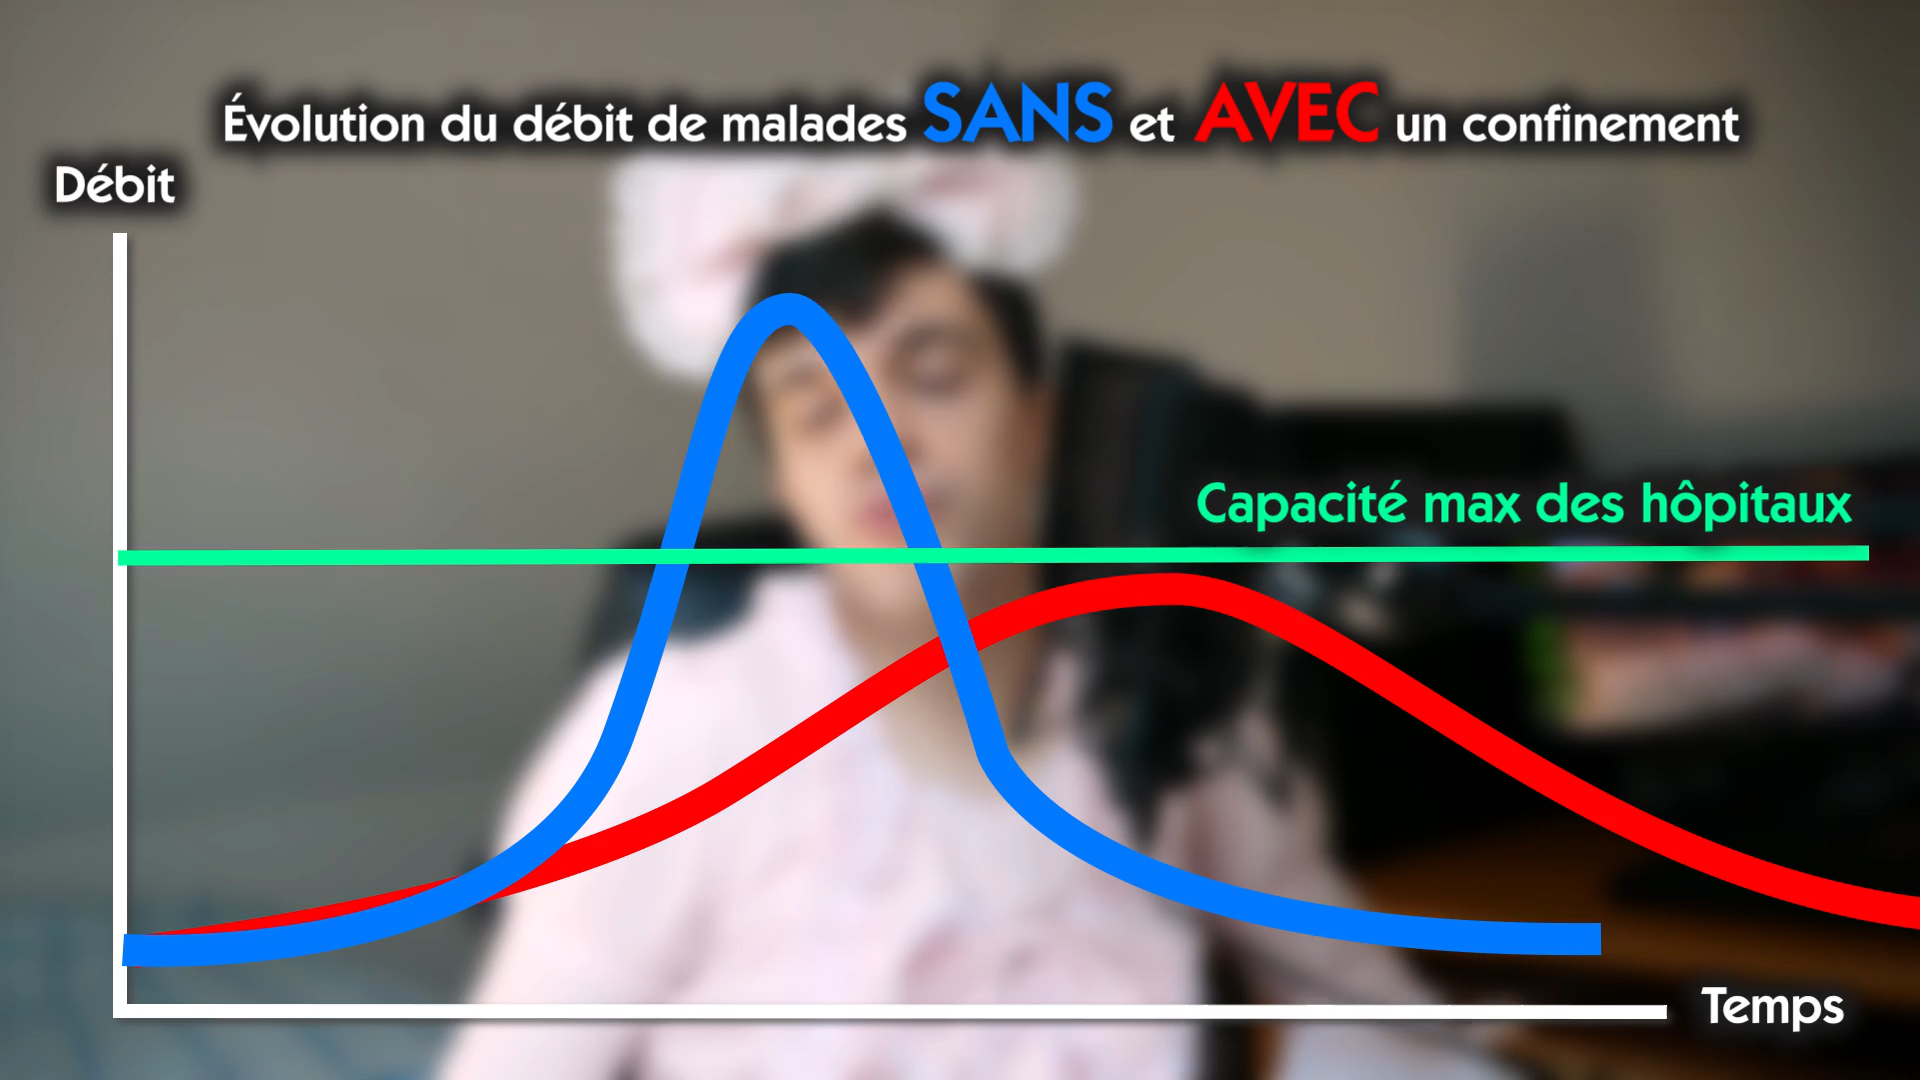 Évolution du débit de malades SANS et AVEC un confinement
Débit
Capacité max des hôpitaux
Temps